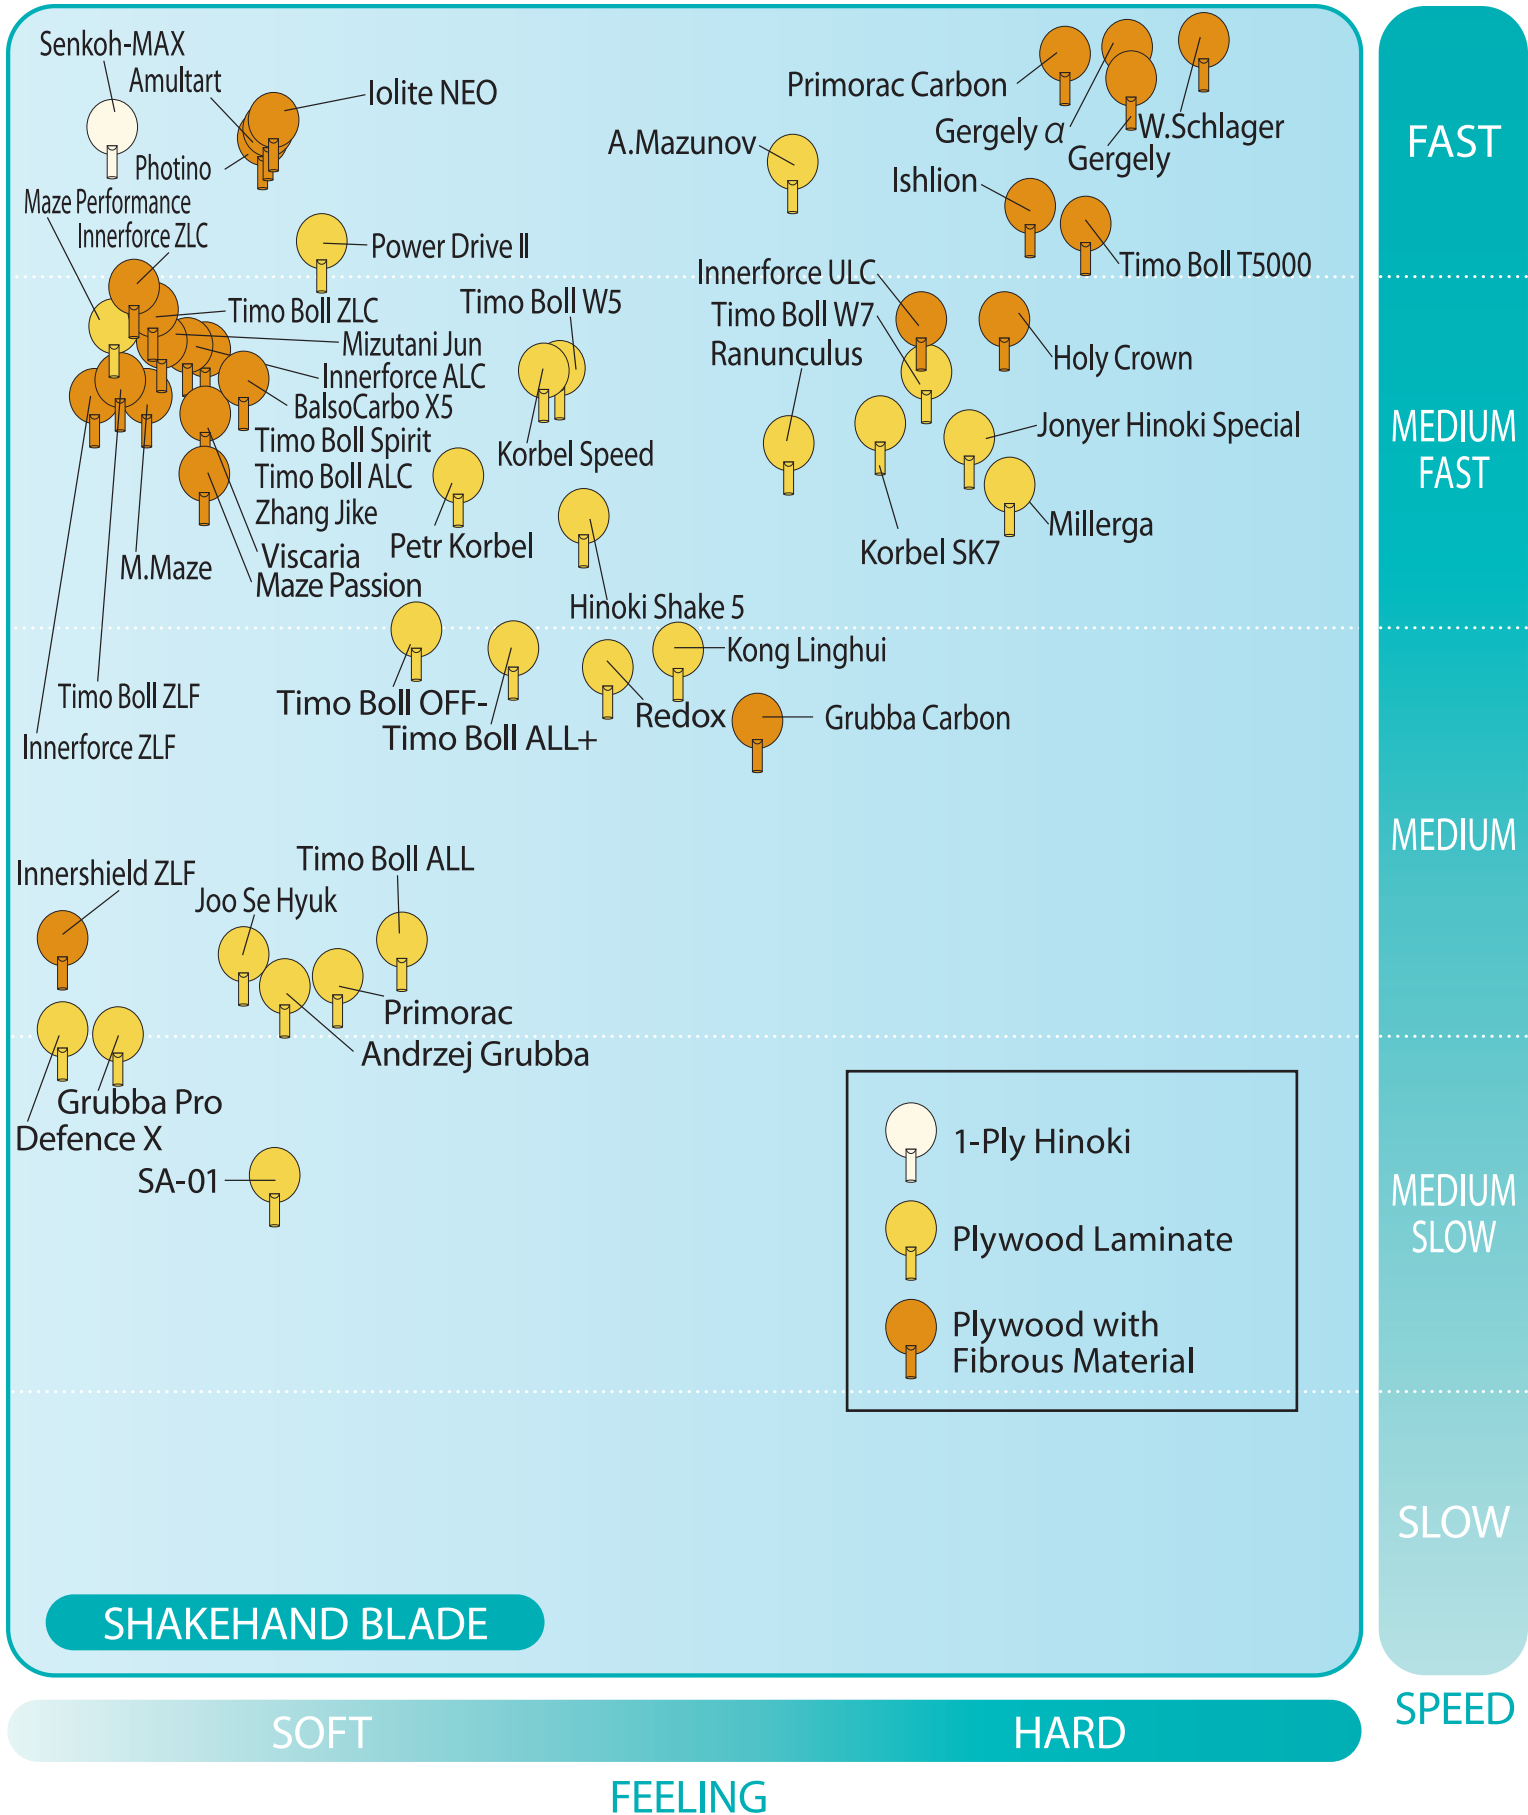 Senkoh-MAX
Amultart
Iolite NEO
Photino
Primorac Carbon
Gergely α
W.Schlager
Gergely
A.Mazunov
Ishlion
Timo Boll T5000
FAST
Maze Performance
Innerforce ZLC
Power Drive II
Timo Boll ZLC
Mizutani Jun
Innerforce ALC
BalsoCarbo X5
Timo Boll Spirit
Timo Boll ALC
Zhang Jike
Viscaria
Maze Passion
M.Maze
Timo Boll ZLF
Innerforce ZLF
Timo Boll W5
Korbel Speed
Petr Korbel
Hinoki Shake 5
Innerforce ULC
Timo Boll W7
Ranunculus
Holy Crown
Jonyer Hinoki Special
Millerga
Korbel SK7
MEDIUM
FAST
Timo Boll OFF-
Timo Boll ALL+
Redox
Kong Linghui
Grubba Carbon
MEDIUM
Innershield ZLF
Joo Se Hyuk
Timo Boll ALL
Primorac
Andrzej Grubba
Grubba Pro
Defence X
SA-01
MEDIUM
SLOW
1-Ply Hinoki
Plywood Laminate
Plywood with
Fibrous Material
SLOW
SHAKEHAND BLADE
SPEED
SOFT
HARD
FEELING